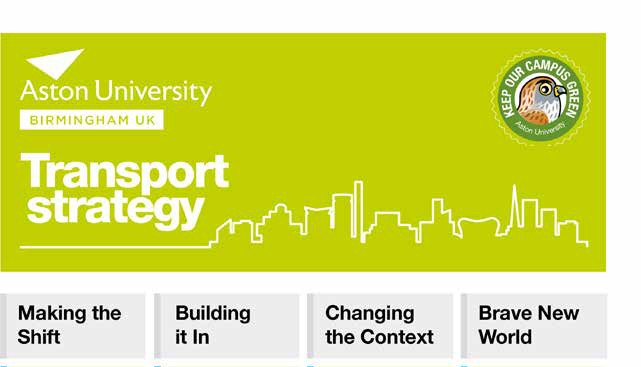 Aston University
BIRMINGHAM UK
KEEP OUR CAMPUS GREEN
Aston University
Transport
strategy
Making the
Shift
Building
it In
Changing
the Context
Brave New
World